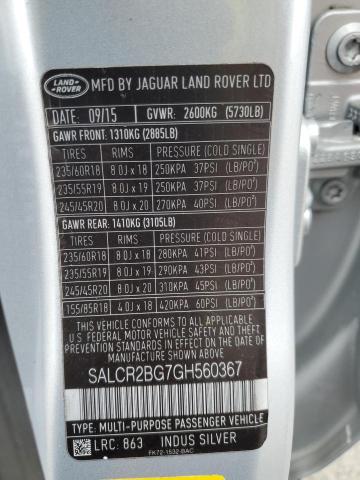 LAND ROVER MFD BY JAGUAR LAND ROVER LTD
DATE: 09/15 GVWR: 2600KG (5730LB)
GAWR FRONT: 1310KG (2885LB)
TIRES RIMS PRESSURE (COLD SINGLE)
235/60R18 8.0J x 18 250KPA 37PSI (LB/PO²)
235/55R19 8.0J x 19 250KPA 37PSI (LB/PO²)
245/45R20 8.0J x 20 270KPA 40PSI (LB/PO²)
GAWR REAR: 1410KG (3105LB)
TIRES RIMS PRESSURE (COLD SINGLE)
235/60R18 8.0J x 18 280KPA 41PSI (LB/PO²)
235/55R19 8.0J x 19 290KPA 43PSI (LB/PO²)
245/45R20 8.0J x 20 310KPA 45PSI (LB/PO²)
155/85R18 4.0J x 18 420KPA 60PSI (LB/PO²)
THIS VEHICLE CONFORMS TO ALL APPLICABLE
U.S FEDERAL MOTOR VEHICLE SAFETY AND
THEFT PREVENTION STANDARDS IN EFFECT ON
THE DATE OF MANUFACTURE SHOWN ABOVE
SALCR2BG7GH560367
TYPE: MULTI-PURPOSE PASSENGER VEHICLE
LRC: 863 INDUS SILVER
FK72-1532-BAC